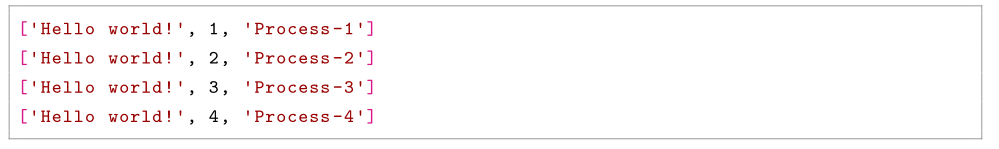 ['Hello world!', 1, 'Process-1']
['Hello world!', 2, 'Process-2']
['Hello world!', 3, 'Process-3']
['Hello world!', 4, 'Process-4']